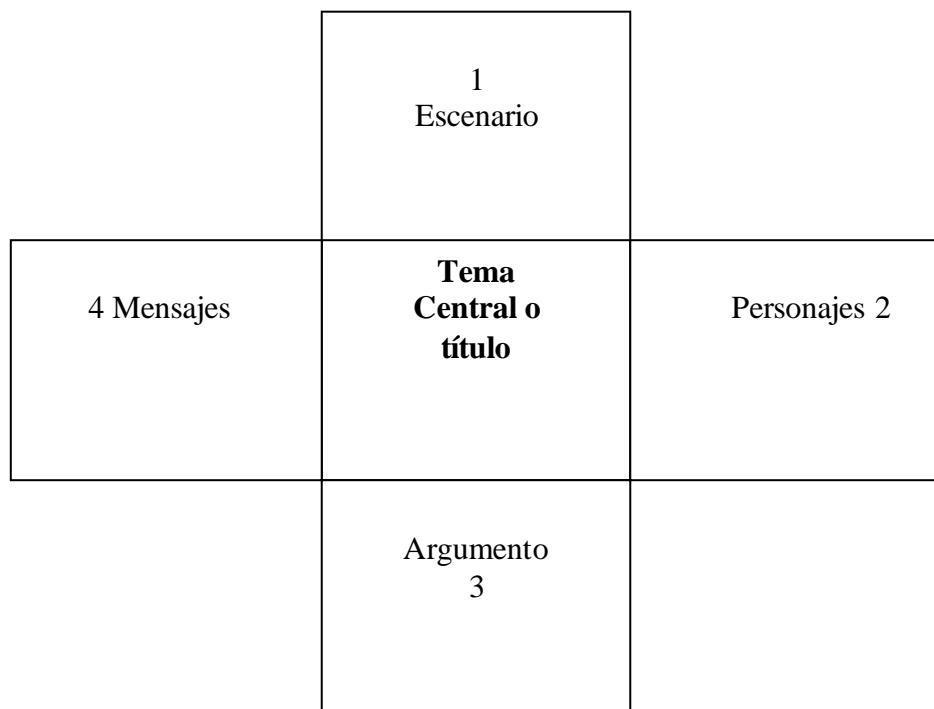 1
Escenario
4 Mensajes
Tema
Central o
título
Personajes 2
Argumento
3